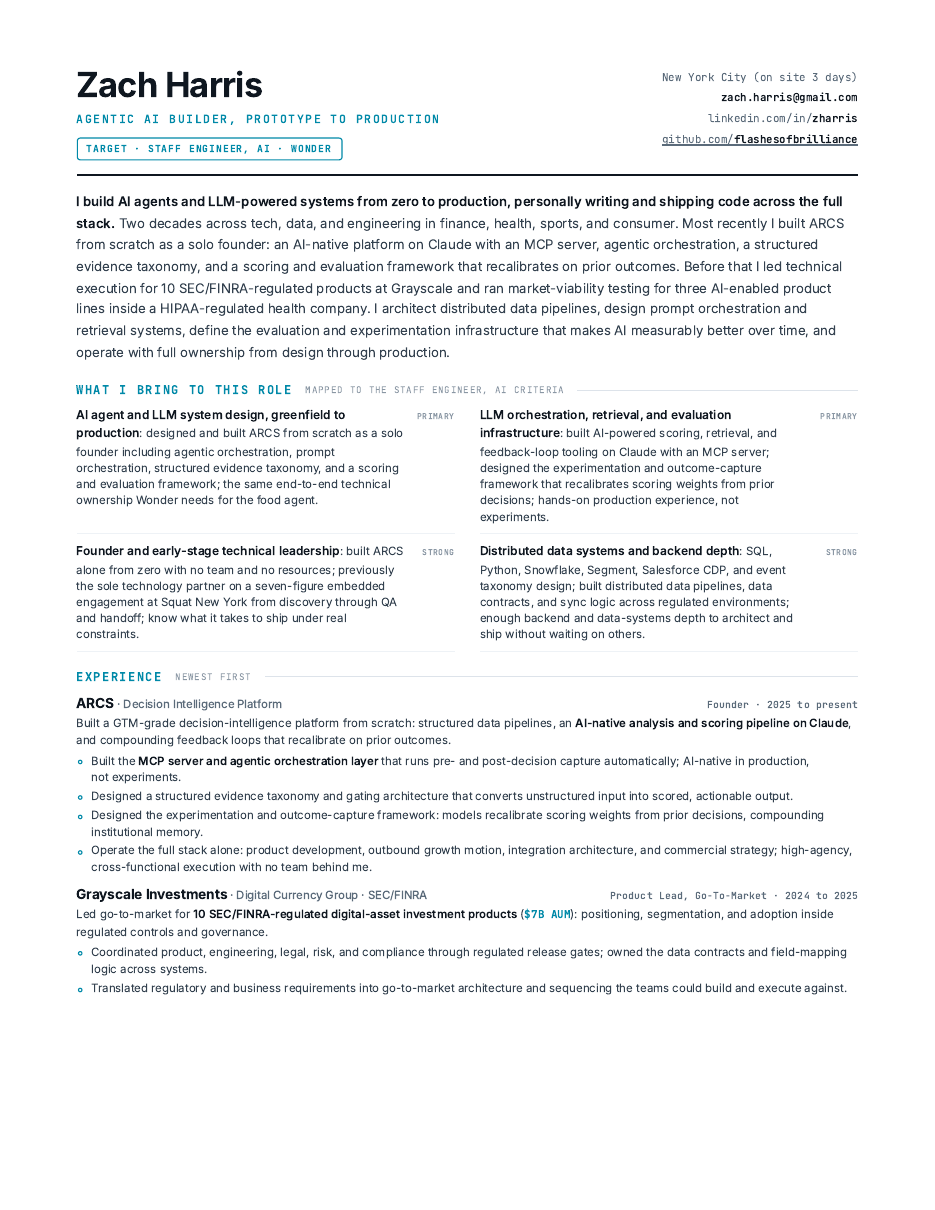 Zach Harris
AGENTIC AI BUILDER, PROTOTYPE TO PRODUCTION
TARGET · STAFF ENGINEER, AI · WONDER
New York City (on site 3 days)
zach.harris@gmail.com
linkedin.com/in/zharris
github.com/flashesofbrilliance
I build AI agents and LLM-powered systems from zero to production, personally writing and shipping code across the full
stack. Two decades across tech, data, and engineering in finance, health, sports, and consumer. Most recently I built ARCS
from scratch as a solo founder: an AI-native platform on Claude with an MCP server, agentic orchestration, a structured
evidence taxonomy, and a scoring and evaluation framework that recalibrates on prior outcomes. Before that I led technical
execution for 10 SEC/FINRA-regulated products at Grayscale and ran market-viability testing for three AI-enabled product
lines inside a HIPAA-regulated health company. I architect distributed data pipelines, design prompt orchestration and
retrieval systems, define the evaluation and experimentation infrastructure that makes AI measurably better over time, and
operate with full ownership from design through production.
WHAT I BRING TO THIS ROLE MAPPED TO THE STAFF ENGINEER, AI CRITERIA
AI agent and LLM system design, greenfield to PRIMARY
production: designed and built ARCS from scratch as a solo
founder including agentic orchestration, prompt
orchestration, structured evidence taxonomy, and a scoring
and evaluation framework; the same end-to-end technical
ownership Wonder needs for the food agent.
LLM orchestration, retrieval, and evaluation PRIMARY
infrastructure: built AI-powered scoring, retrieval, and
feedback-loop tooling on Claude with an MCP server;
designed the experimentation and outcome-capture
framework that recalibrates scoring weights from prior
decisions; hands-on production experience, not
experiments.
Founder and early-stage technical leadership: built ARCS STRONG
alone from zero with no team and no resources; previously
the sole technology partner on a seven-figure embedded
engagement at Squat New York from discovery through QA
and handoff; know what it takes to ship under real
constraints.
Distributed data systems and backend depth: SQL, STRONG
Python, Snowflake, Segment, Salesforce CDP, and event
taxonomy design; built distributed data pipelines, data
contracts, and sync logic across regulated environments;
enough backend and data-systems depth to architect and
ship without waiting on others.
EXPERIENCE NEWEST FIRST
ARCS · Decision Intelligence Platform Founder · 2025 to present
Built a GTM-grade decision-intelligence platform from scratch: structured data pipelines, an AI-native analysis and scoring pipeline on Claude,
and compounding feedback loops that recalibrate on prior outcomes.
Built the MCP server and agentic orchestration layer that runs pre- and post-decision capture automatically; AI-native in production,
not experiments.
Designed a structured evidence taxonomy and gating architecture that converts unstructured input into scored, actionable output.
Designed the experimentation and outcome-capture framework: models recalibrate scoring weights from prior decisions, compounding
institutional memory.
Operate the full stack alone: product development, outbound growth motion, integration architecture, and commercial strategy; high-agency,
cross-functional execution with no team behind me.
Grayscale Investments · Digital Currency Group · SEC/FINRA Product Lead, Go-To-Market · 2024 to 2025
Led go-to-market for 10 SEC/FINRA-regulated digital-asset investment products ($7B AUM): positioning, segmentation, and adoption inside
regulated controls and governance.
Coordinated product, engineering, legal, risk, and compliance through regulated release gates; owned the data contracts and field-mapping
logic across systems.
Translated regulatory and business requirements into go-to-market architecture and sequencing the teams could build and execute against.